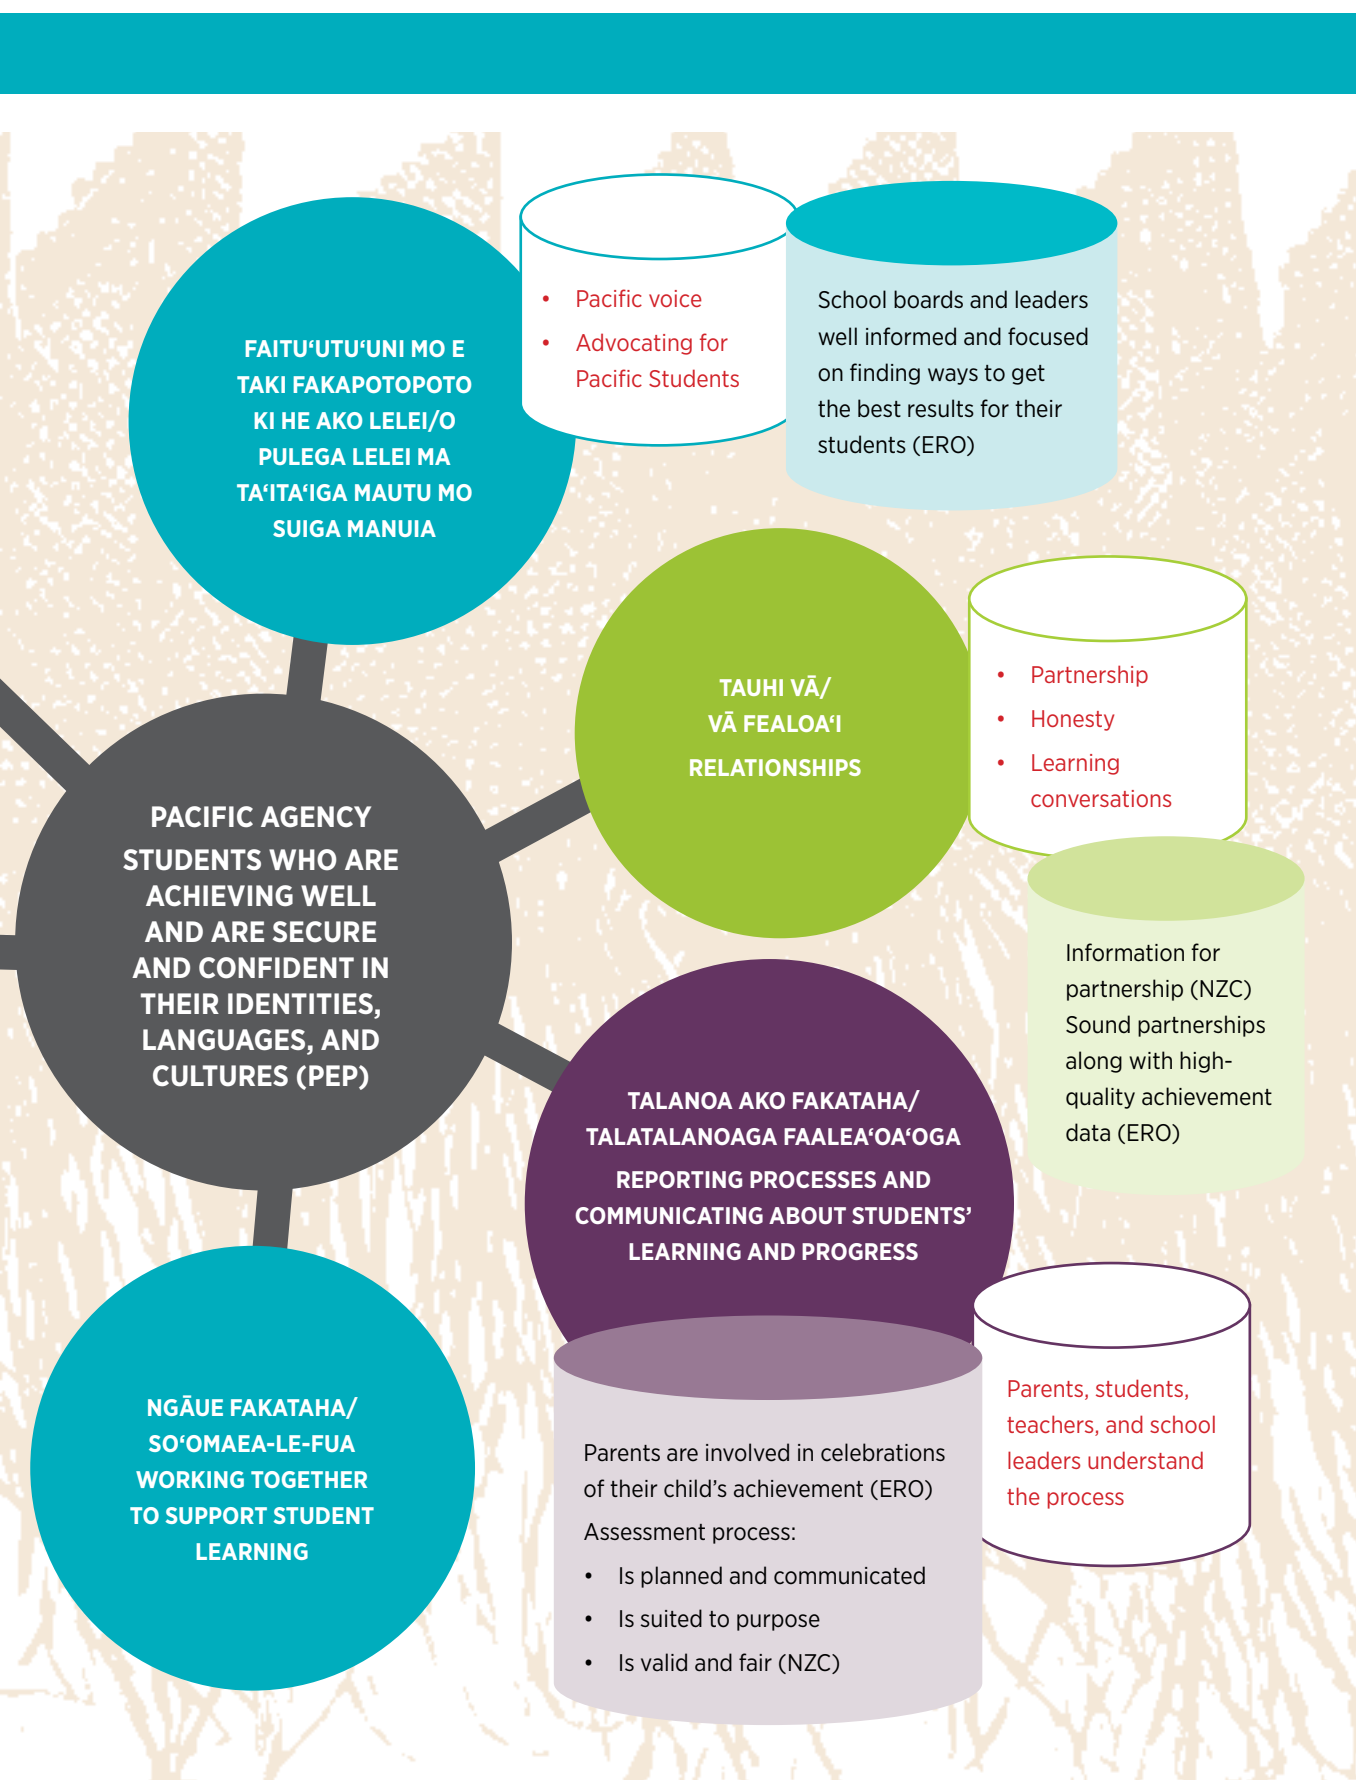 FAITU‘UTU‘UNI MO E
TAKI FAKAPOTOPOTO
KI HE AKO LELEI/O
PULEGA LELEI MA
TA‘ITA‘IGA MAUTU MO
SUIGA MANUIA
• Pacific voice
• Advocating for
Pacific Students
School boards and leaders
well informed and focused
on finding ways to get
the best results for their
students (ERO)
TAUHI VĀ/
VĀ FEALOA‘I
RELATIONSHIPS
• Partnership
• Honesty
• Learning
conversations
Information for
partnership (NZC)
Sound partnerships
along with high-
quality achievement
data (ERO)
PACIFIC AGENCY
STUDENTS WHO ARE
ACHIEVING WELL
AND ARE SECURE
AND CONFIDENT IN
THEIR IDENTITIES,
LANGUAGES, AND
CULTURES (PEP)
TALANOA AKO FAKATAHA/
TALATALANOAGA FAALEA‘OA‘OGA
REPORTING PROCESSES AND
COMMUNICATING ABOUT STUDENTS’
LEARNING AND PROGRESS
Parents, students,
teachers, and school
leaders understand
the process
Parents are involved in celebrations
of their child’s achievement (ERO)
Assessment process:
• Is planned and communicated
• Is suited to purpose
• Is valid and fair (NZC)
NGĀUE FAKATAHA/
SO‘OMAEA-LE-FUA
WORKING TOGETHER
TO SUPPORT STUDENT
LEARNING